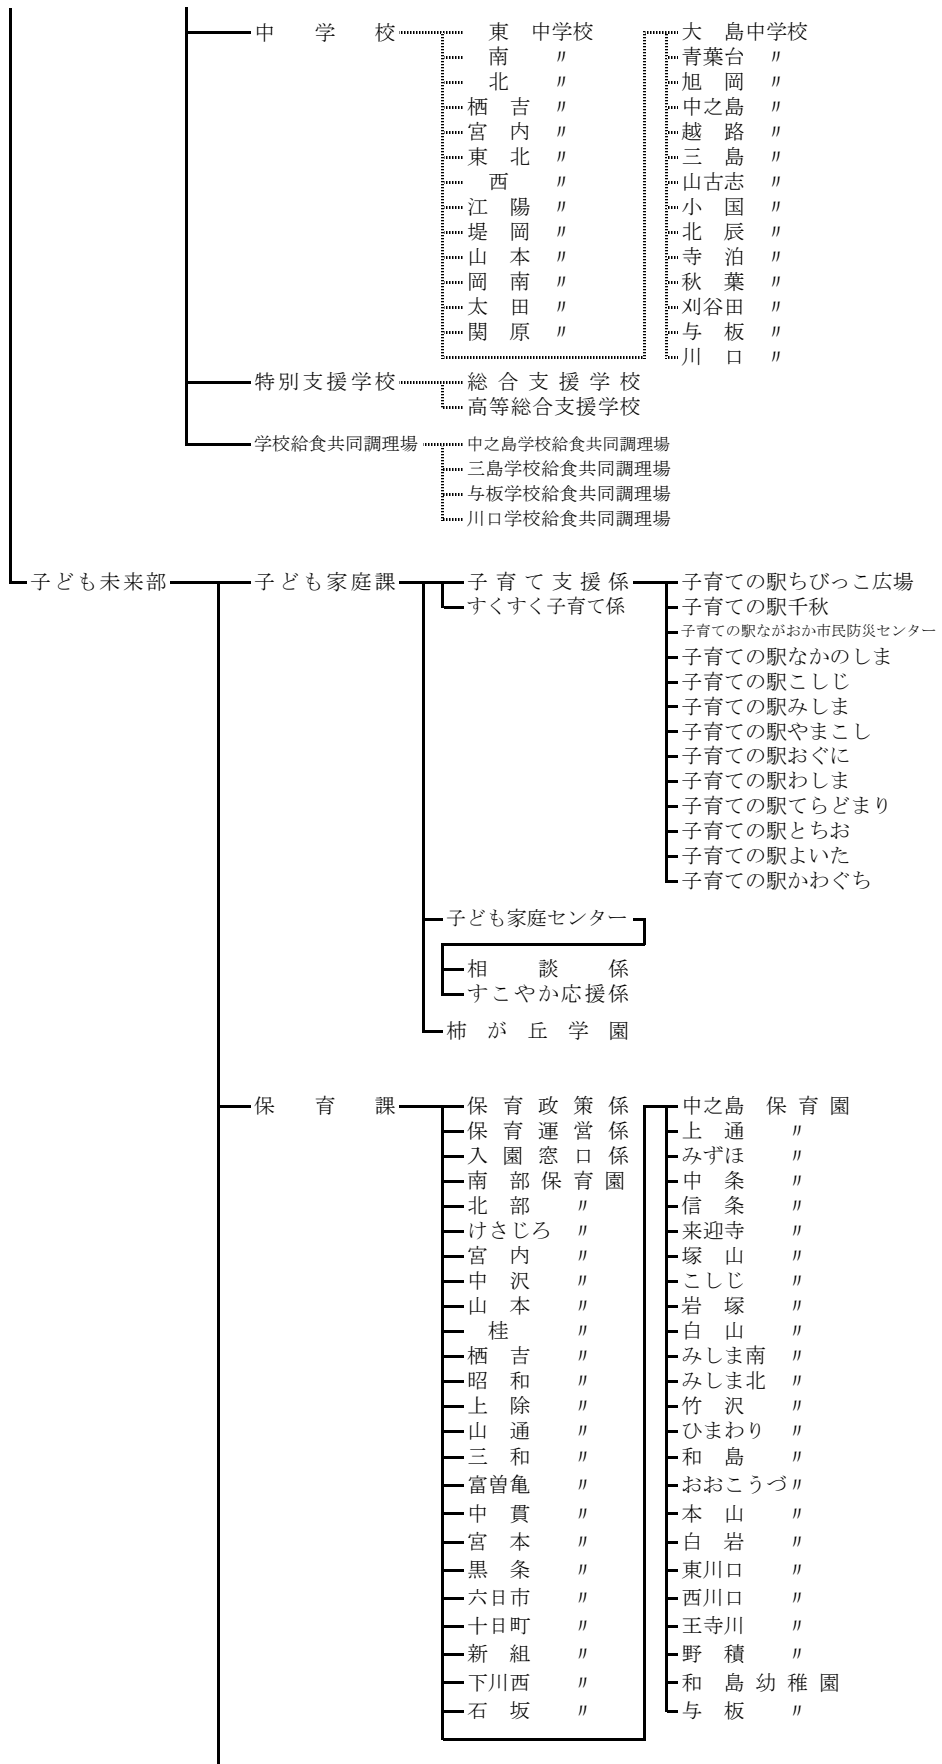 中学校
東 中学校
南 〃
北 〃
栖吉 〃
宮内 〃
東北 〃
西 〃
江陽 〃
堤岡 〃
山本 〃
岡南 〃
太田 〃
関原 〃
大島中学校
青葉台 〃
旭岡 〃
中之島 〃
越路 〃
三島 〃
山古志 〃
小国 〃
北辰 〃
寺泊 〃
秋葉 〃
刈谷田 〃
与板 〃
川口 〃
特別支援学校
総合支援学校
高等総合支援学校
学校給食共同調理場
中之島学校給食共同調理場
三島学校給食共同調理場
与板学校給食共同調理場
川口学校給食共同調理場
子ども未来部
子ども家庭課
子育て支援係
すくすく子育て係
子育ての駅ちびっこ広場
子育ての駅千秋
子育ての駅ながおか市民防災センター
子育ての駅なかのしま
子育ての駅こしじ
子育ての駅みしま
子育ての駅やまこし
子育ての駅おぐに
子育ての駅わしま
子育ての駅てらどまり
子育ての駅とちお
子育ての駅よいた
子育ての駅かわぐち
子ども家庭センター
相談係
すこやか応援係
柿が丘学園
保育課
保育政策係
保育運営係
入園窓口係
南部保育園
北部 〃
けさじろ 〃
宮内 〃
中沢 〃
山本 〃
桂 〃
栖吉 〃
昭和 〃
上除 〃
山通 〃
三和 〃
富曽亀 〃
中貫 〃
宮本 〃
黒条 〃
六日市 〃
十日町 〃
新組 〃
下川西 〃
石坂 〃
中之島 保育園
上通 〃
みずほ 〃
中条 〃
信条 〃
来迎寺 〃
塚山 〃
こしじ 〃
岩塚 〃
白山 〃
みしま南 〃
みしま北 〃
竹沢 〃
ひまわり 〃
和島 〃
おおこうづ〃
本山 〃
白岩 〃
東川口 〃
西川口 〃
王寺川 〃
野積 〃
和島幼稚園
与板 〃